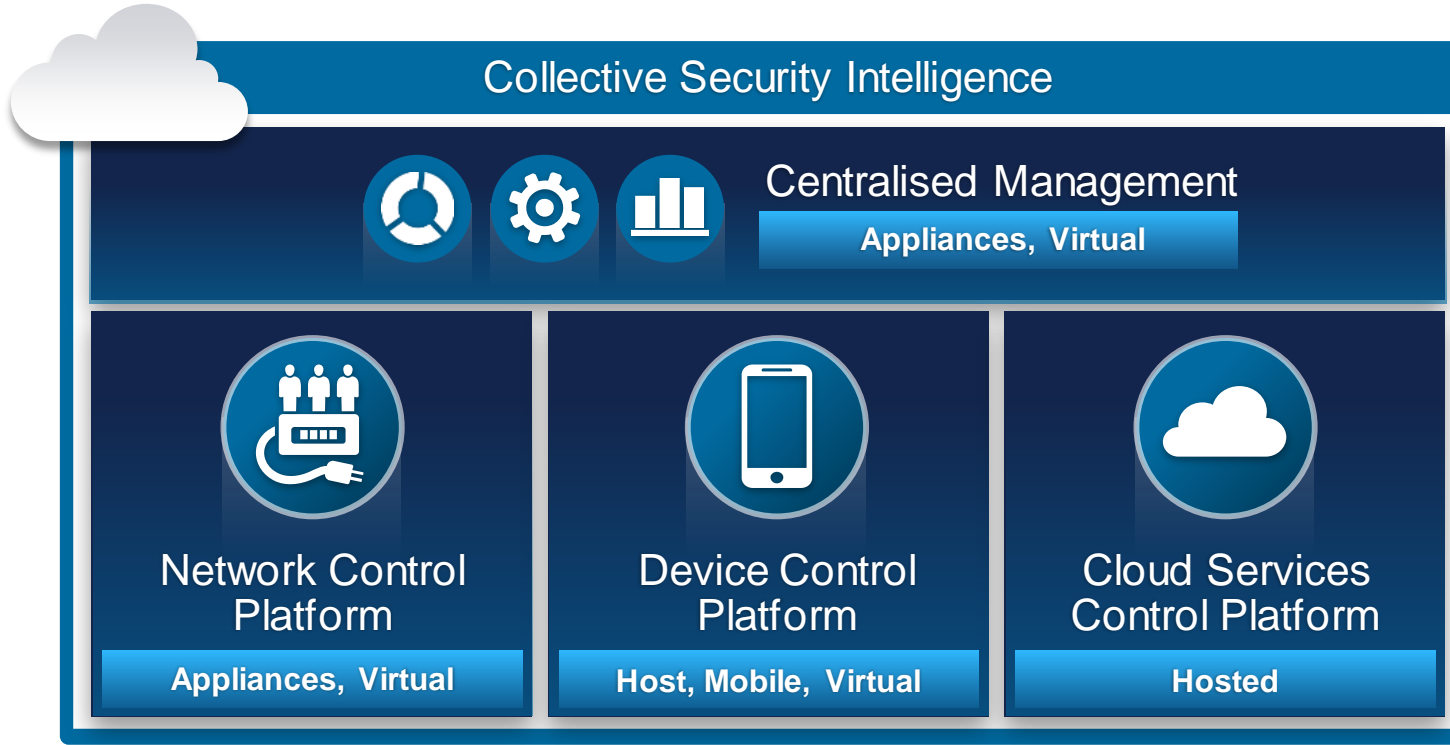 Collective Security Intelligence
Centralised Management
Appliances, Virtual
Network Control
Platform
Appliances, Virtual
Device Control
Platform
Host, Mobile, Virtual
Cloud Services
Control Platform
Hosted